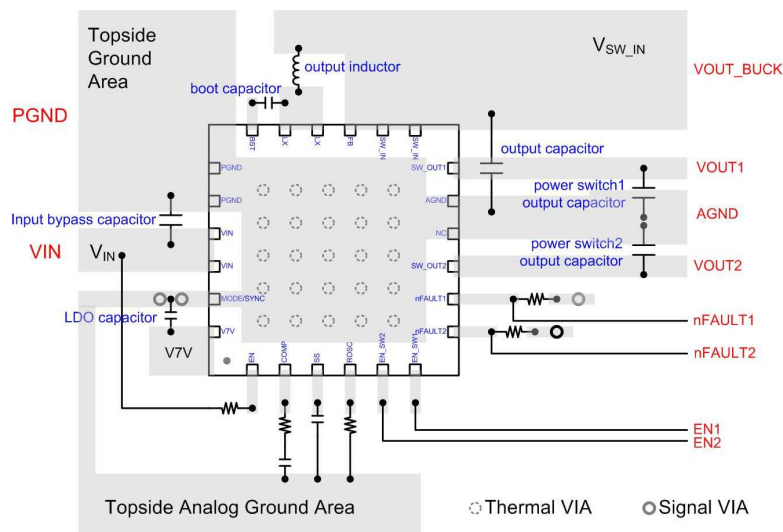 Topside
Ground
Area
V_SW_IN
VOUT_BUCK
output inductor
boot capacitor
PGND
BST
LX
LX
FB
SW_IN
SW_IN
output capacitor
PGND
SW_OUT1
VOUT1
power switch1
output capacitor
PGND
AGND
AGND
Input bypass capacitor
VIN
NC
VIN
V_IN
power switch2
output capacitor
VIN
SW_OUT2
VOUT2
MODE/SYNC
nFAULT1
LDO capacitor
nFAULT1
V7V
nFAULT2
V7V
nFAULT2
EN
COMP
SS
ROSC
EN_SW2
EN_SW1
EN1
EN2
Topside Analog Ground Area
Thermal VIA
Signal VIA